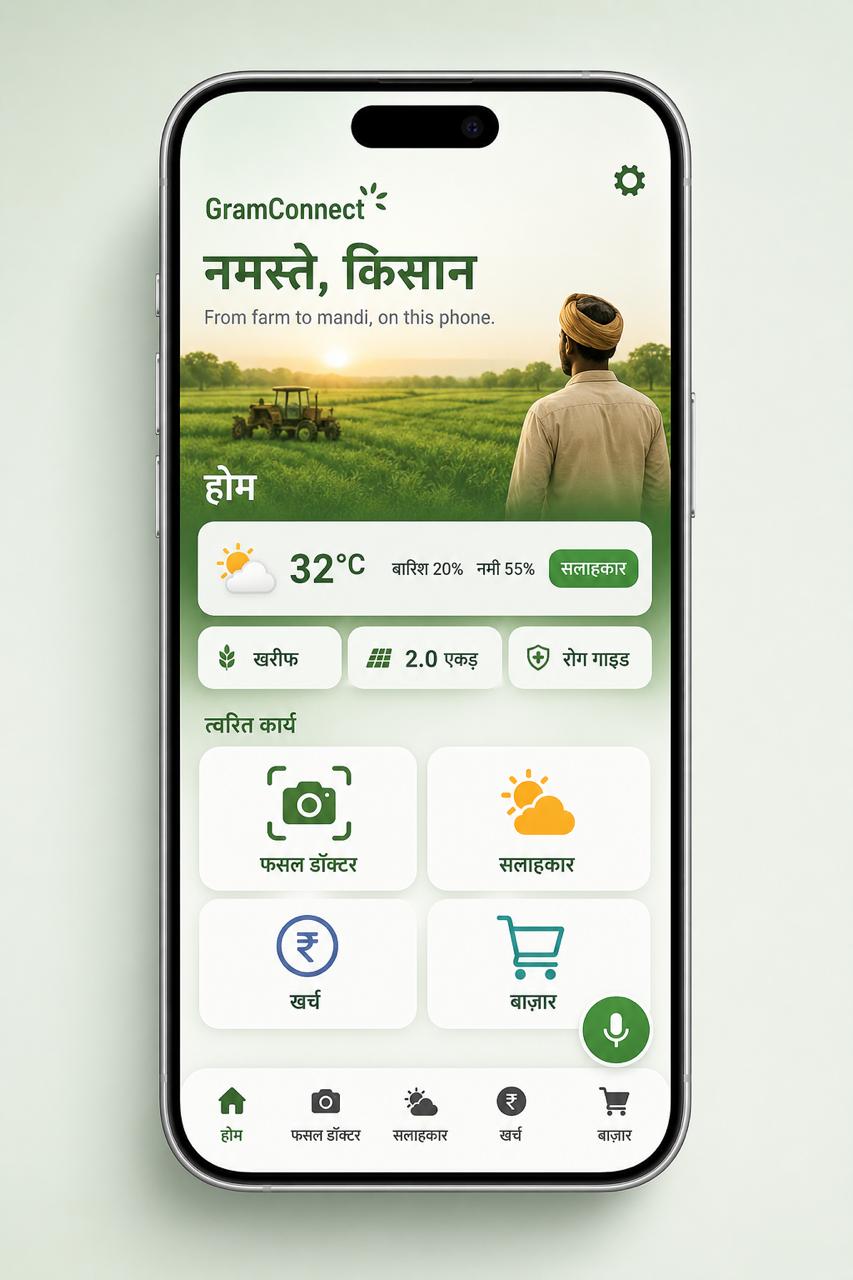 GramConnect
नमस्ते, किसान
From farm to mandi, on this phone.
होम
32°C बारिश 20% नमी 55% सलाहकार
खरीफ 2.0 एकड़ रोग गाइड
त्वरित कार्य
फसल डॉक्टर सलाहकार
₹
खर्च बाज़ार
₹
होम फसल डॉक्टर सलाहकार खर्च बाज़ार